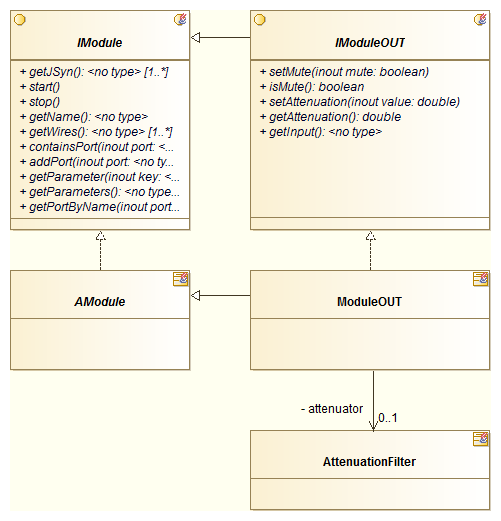 IModule
+ getJSyn(): <no type> [1..*]
+ start()
+ stop()
+ getName(): <no type>
+ getWires(): <no type> [1..*]
+ containsPort(inout port: <...
+ addPort(inout port: <no ty...
+ getParameter(inout key: <...
+ getParameters(): <no type...
+ getPortByName(inout port...
IModuleOUT
+ setMute(inout mute: boolean)
+ isMute(): boolean
+ setAttenuation(inout value: double)
+ getAttenuation(): double
+ getInput(): <no type>
AModule
ModuleOUT
- attenuator
0..1
AttenuationFilter